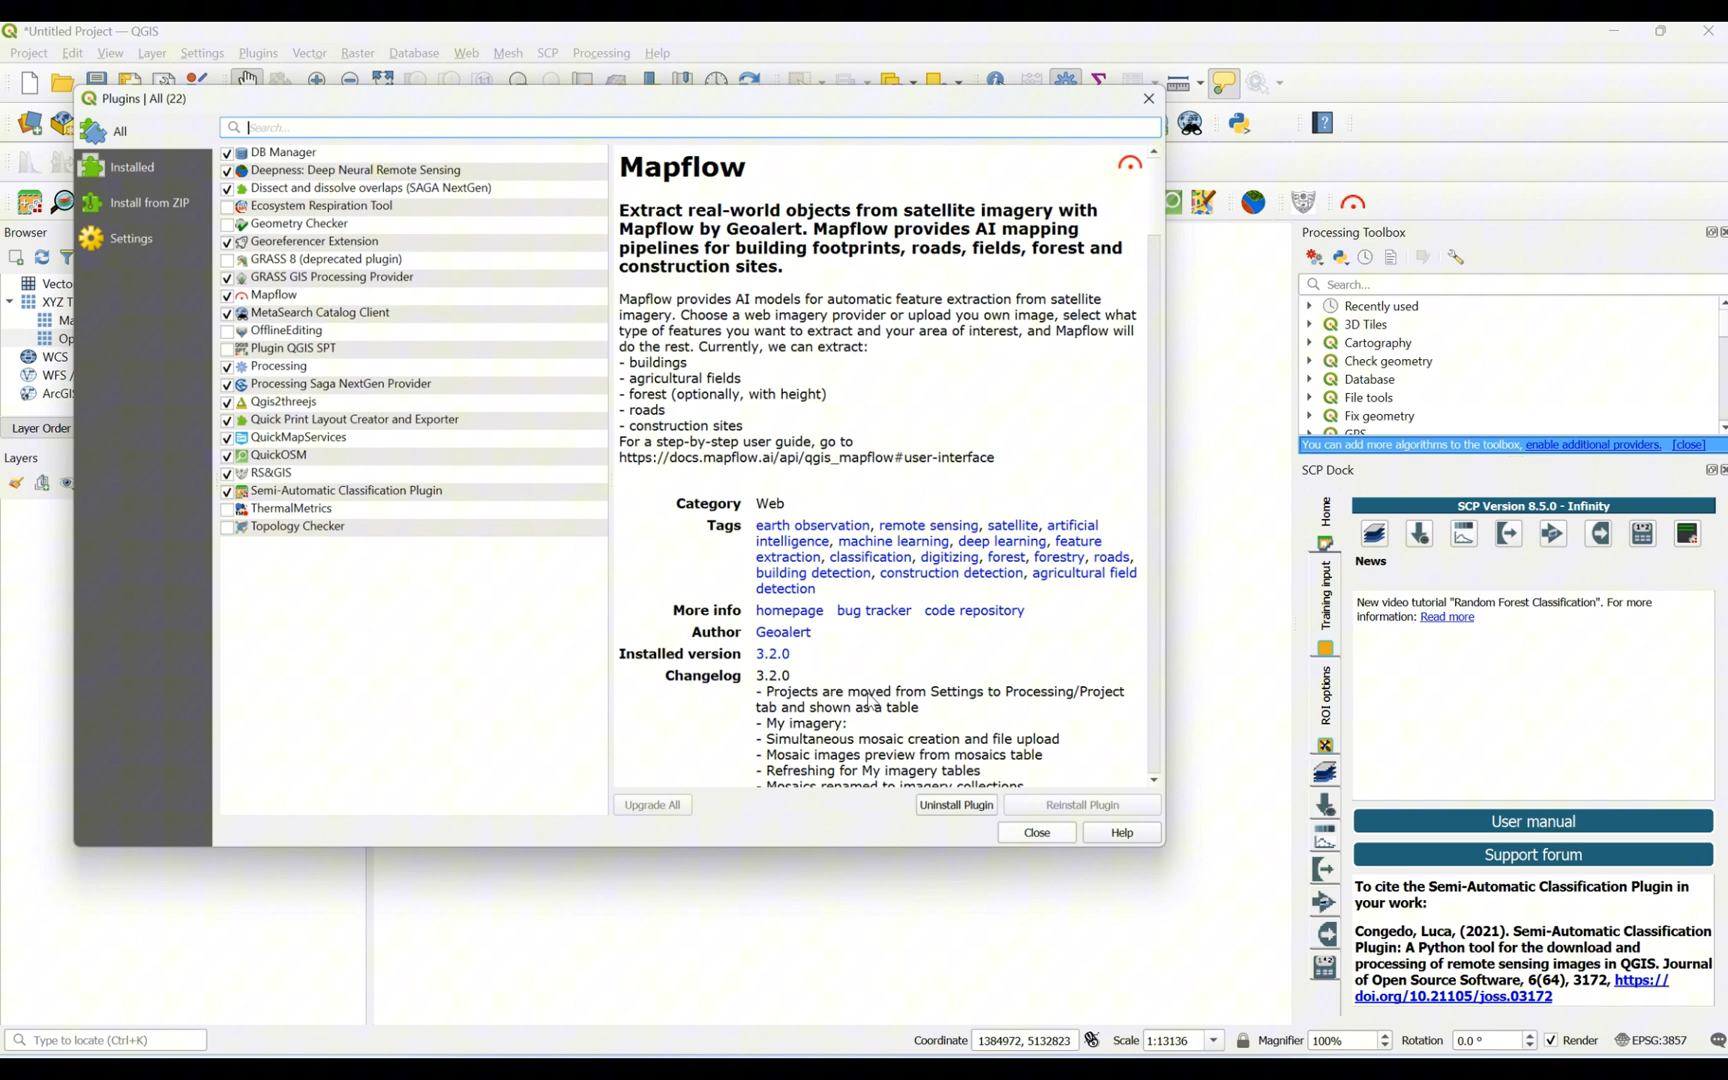 *Untitled Project — QGIS
Project Edit View Layer Settings Plugins Vector Raster Database Web Mesh SCP Processing Help
Plugins | All (22)
All
Installed
Install from ZIP
Settings
Search...
DB Manager
Deepness: Deep Neural Remote Sensing
Dissect and dissolve overlaps (SAGA NextGen)
Ecosystem Respiration Tool
Geometry Checker
Georeferencer Extension
GRASS 8 (deprecated plugin)
GRASS GIS Processing Provider
Mapflow
MetaSearch Catalog Client
OfflineEditing
Plugin QGIS SPT
Processing
Processing Saga NextGen Provider
Qgis2threejs
Quick Print Layout Creator and Exporter
QuickMapServices
QuickOSM
RS&GIS
Semi-Automatic Classification Plugin
ThermalMetrics
Topology Checker
Mapflow
Extract real-world objects from satellite imagery with
Mapflow by Geoalert. Mapflow provides AI mapping
pipelines for building footprints, roads, fields, forest and
construction sites.
Mapflow provides AI models for automatic feature extraction from satellite
imagery. Choose a web imagery provider or upload you own image, select what
type of features you want to extract and your area of interest, and Mapflow will
do the rest. Currently, we can extract:
- buildings
- agricultural fields
- forest (optionally, with height)
- roads
- construction sites
For a step-by-step user guide, go to
https://docs.mapflow.ai/api/qgis_mapflow#user-interface
Category Web
Tags earth observation, remote sensing, satellite, artificial
intelligence, machine learning, deep learning, feature
extraction, classification, digitizing, forest, forestry, roads,
building detection, construction detection, agricultural field
detection
More info homepage bug tracker code repository
Author Geoalert
Installed version 3.2.0
Changelog 3.2.0
- Projects are moved from Settings to Processing/Project
tab and shown as a table
- My imagery:
- Simultaneous mosaic creation and file upload
- Mosaic images preview from mosaics table
- Refreshing for My imagery tables
- Mosaics renamed to imagery collections
Upgrade All
Uninstall Plugin
Reinstall Plugin
Close
Help
Browser
Vecto
XYZ T
Ma
Op
WCS
WFS /
ArcGI
Layer Order
Layers
Processing Toolbox
Search...
Recently used
3D Tiles
Cartography
Check geometry
Database
File tools
Fix geometry
GPS
You can add more algorithms to the toolbox, enable additional providers. [close]
SCP Dock
Home
Training input
ROI options
SCP Version 8.5.0 - Infinity
News
New video tutorial "Random Forest Classification". For more
information: Read more
User manual
Support forum
To cite the Semi-Automatic Classification Plugin in
your work:
Congedo, Luca, (2021). Semi-Automatic Classification
Plugin: A Python tool for the download and
processing of remote sensing images in QGIS. Journal
of Open Source Software, 6(64), 3172, https://
doi.org/10.21105/joss.03172
Type to locate (Ctrl+K)
Coordinate 1384972, 5132823 Scale 1:13136 Magnifier 100% Rotation 0.0 ° Render EPSG:3857